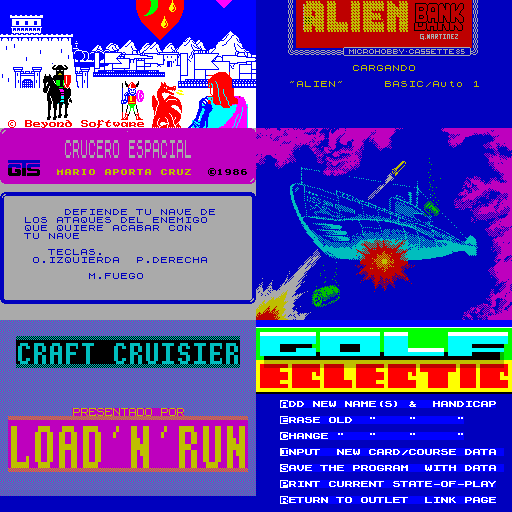 © Beyond Software
ALIEN BANK
G.MARTINEZ
MICROHOBBY-CASSETTE 85
CARGANDO
"ALIEN" BASIC/Auto 1
CRUCERO ESPACIAL
GTS MARIO APORTA CRUZ ©1986
DEFIENDE TU NAVE DE
LOS ATAQUES DEL ENEMIGO
QUE QUIERE ACABAR CON
TU NAVE
TECLAS.
O.IZQUIERDA P.DERECHA
M.FUEGO
CRAFT CRUISIER
PRESENTADO POR
LOAD'N'RUN
GOLF
ECLECTIC
ADD NEW NAME(S) & HANDICAP
ERASE OLD " " "
CHANGE " " "
INPUT NEW CARD/COURSE DATA
SAVE THE PROGRAM WITH DATA
PRINT CURRENT STATE-OF-PLAY
RETURN TO OUTLET LINK PAGE